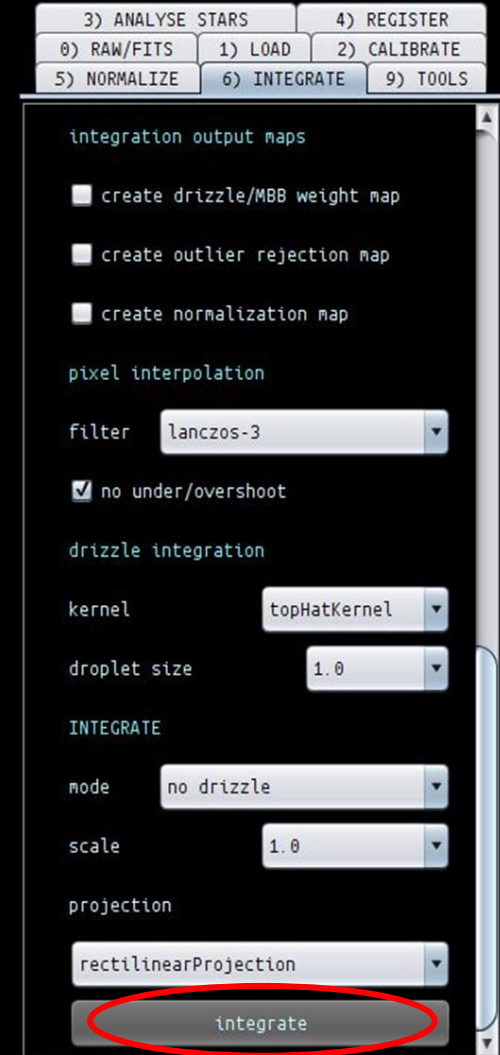 3) ANALYSE STARS 4) REGISTER
0) RAW/FITS 1) LOAD 2) CALIBRATE
5) NORMALIZE 6) INTEGRATE 9) TOOLS
integration output maps
create drizzle/MBB weight map
create outlier rejection map
create normalization map
pixel interpolation
filter lanczos-3
no under/overshoot
drizzle integration
kernel topHatKernel
droplet size 1.0
INTEGRATE
mode no drizzle
scale 1.0
projection
rectilinearProjection
integrate